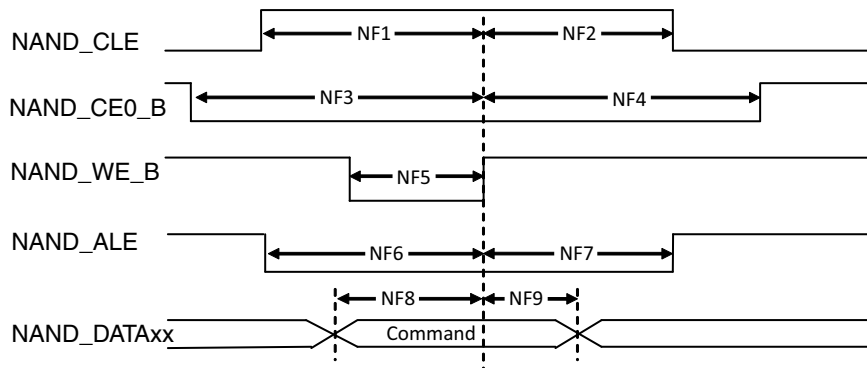 NAND_CLE
NF1
NF2
NAND_CE0_B
NF3
NF4
NAND_WE_B
NF5
NAND_ALE
NF6
NF7
NF8
NF9
NAND_DATAxx
Command